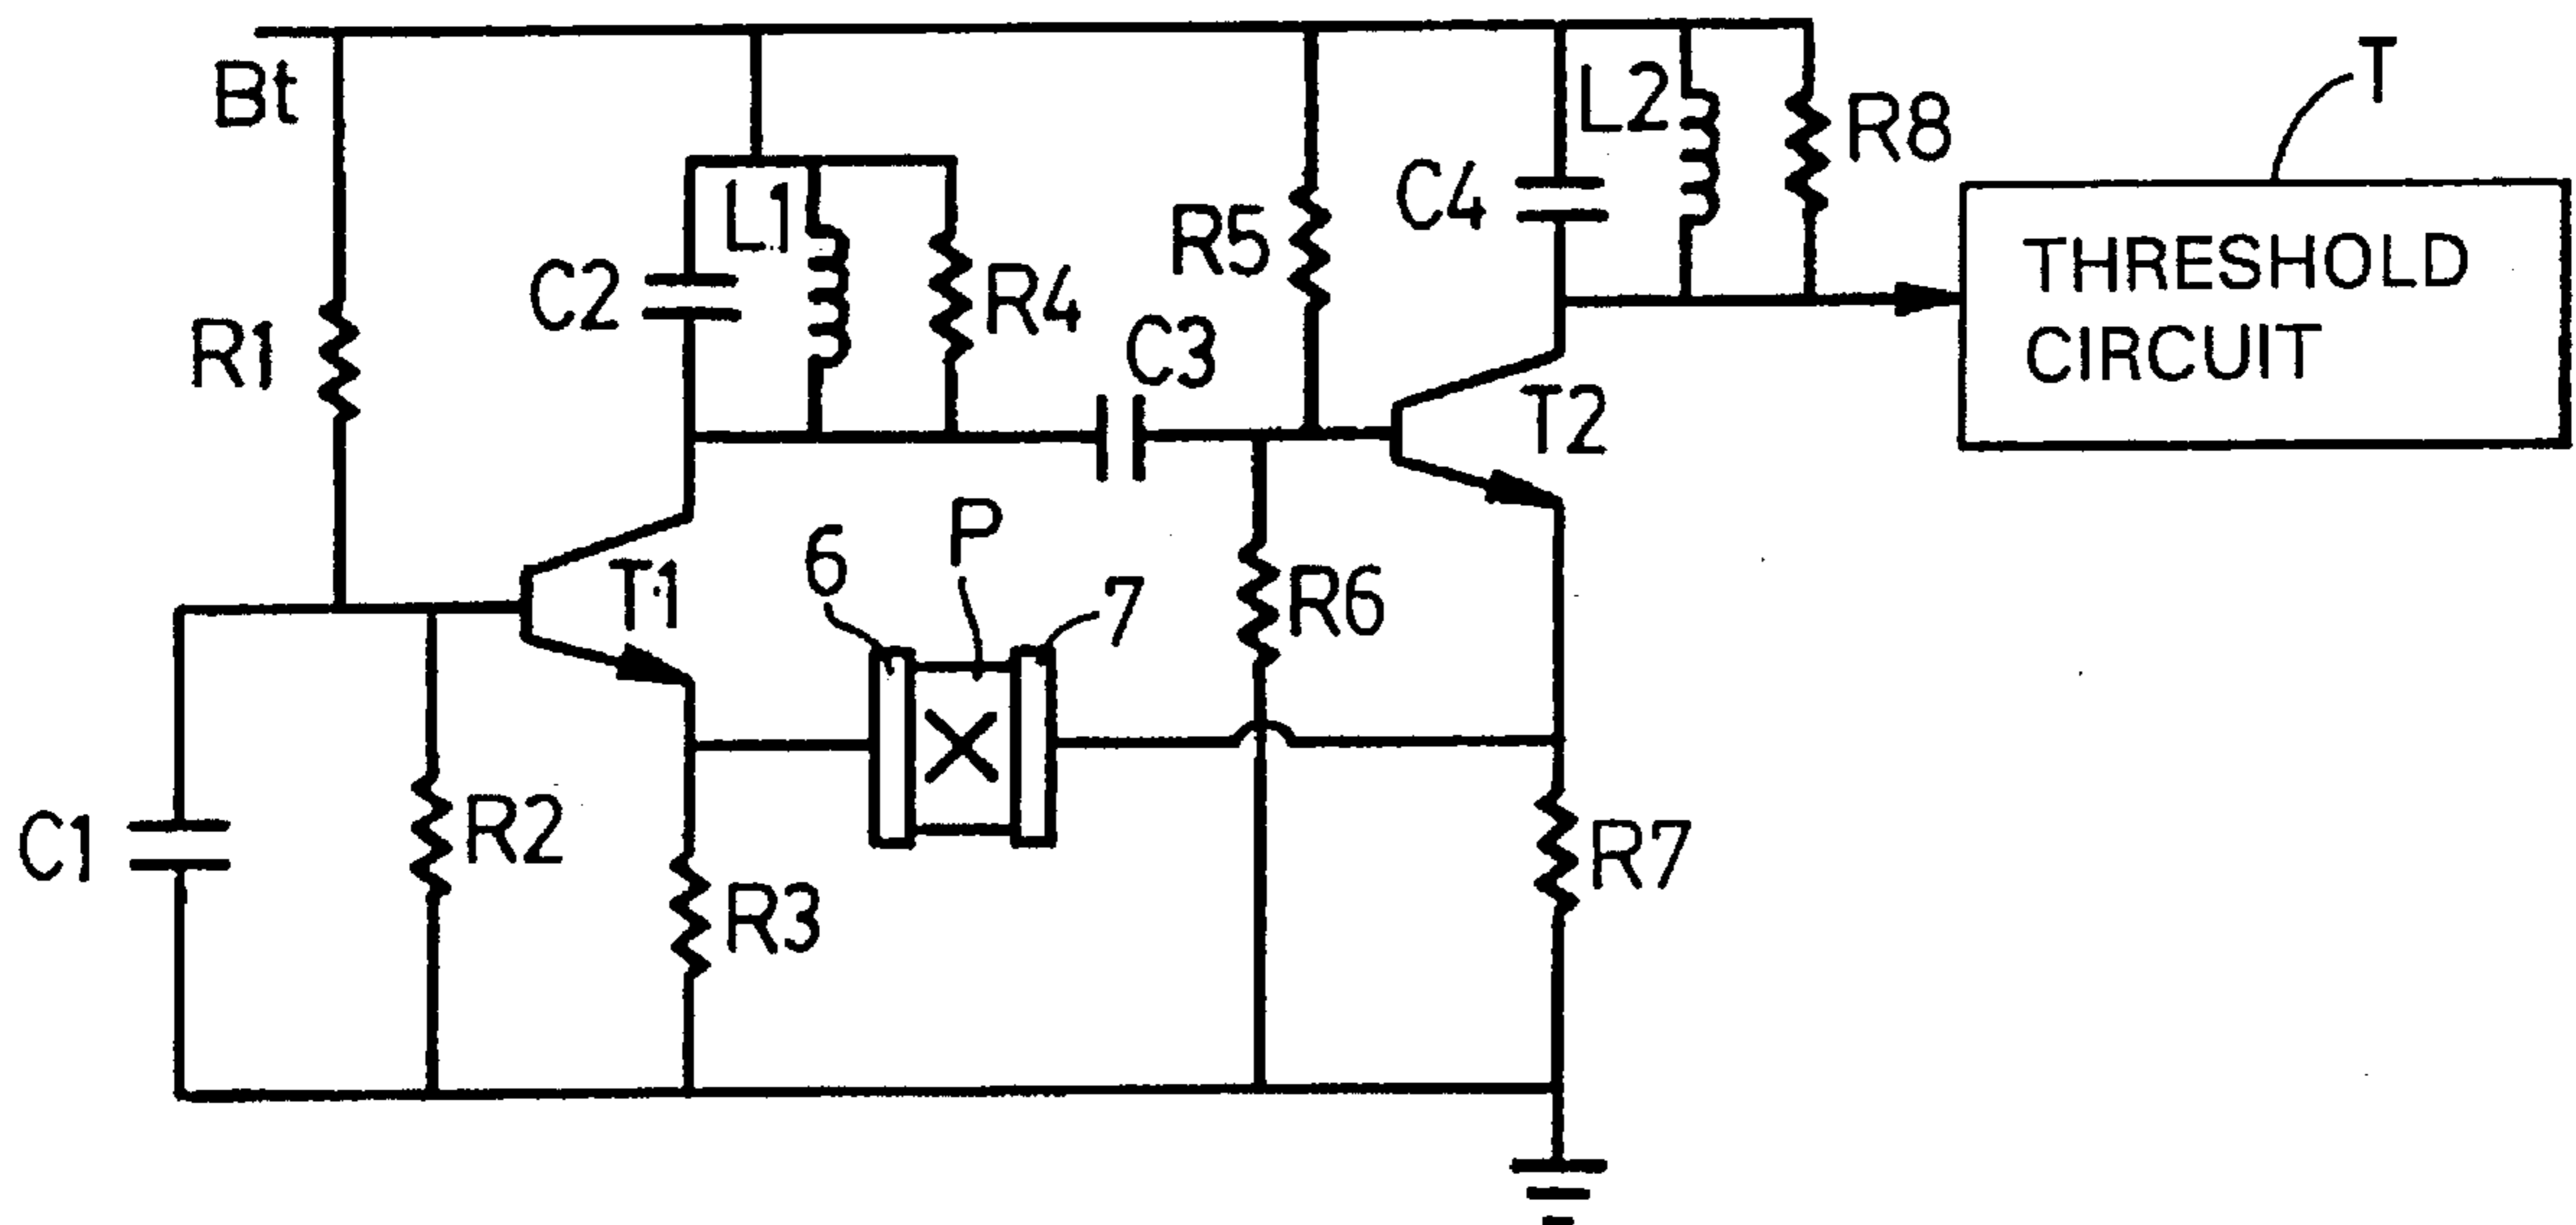 Bt
T
L2
R8
L1
C4
R5
THRESHOLD
CIRCUIT
C2
R4
R1
C3
T2
6
P
7
T1
R6
C1
R2
R3
R7